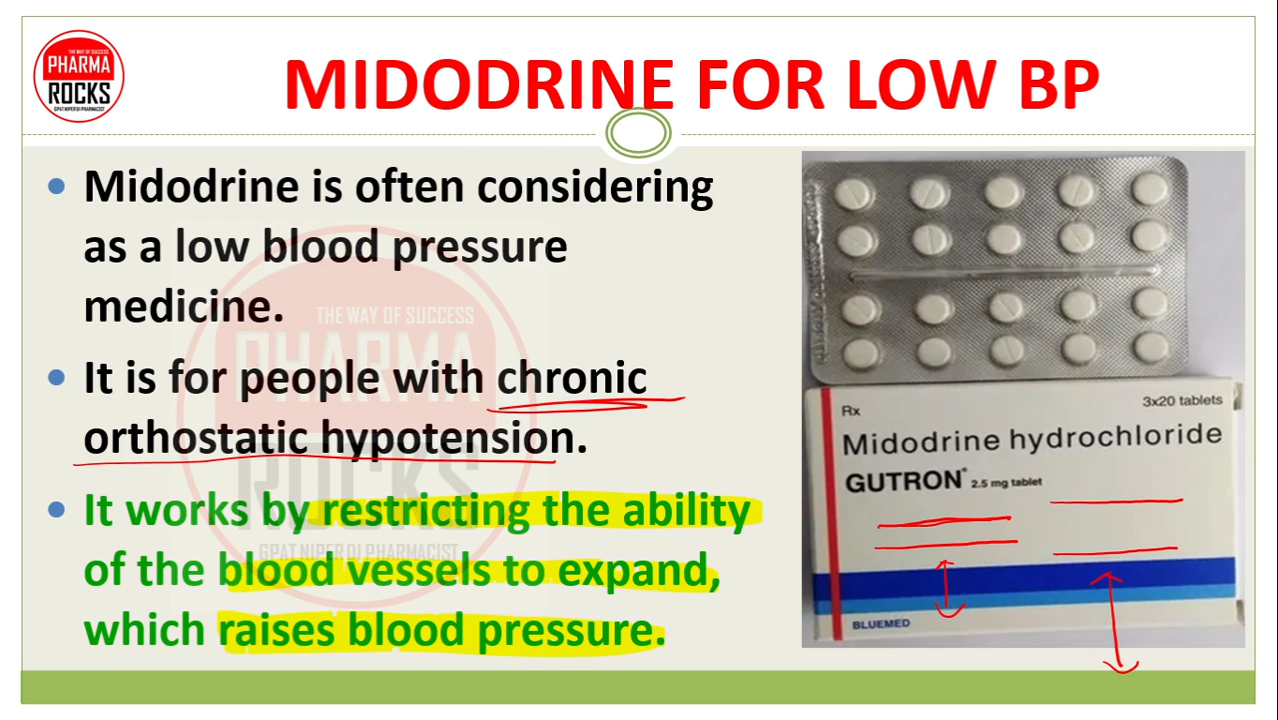 THE WAY OF SUCCESS
PHARMA
ROCKS
GPAT NIPER DI PHARMACIST
MIDODRINE FOR LOW BP
Midodrine is often considering
as a low blood pressure
medicine.
It is for people with chronic
orthostatic hypotension.
It works by restricting the ability
of the blood vessels to expand,
which raises blood pressure.
THE WAY OF SUCCESS
PHARMA
ROCKS
GPAT NIPER DI PHARMACIST
Rx
3x20 tablets
Midodrine hydrochloride
GUTRON® 2.5 mg tablet
BLUEMED